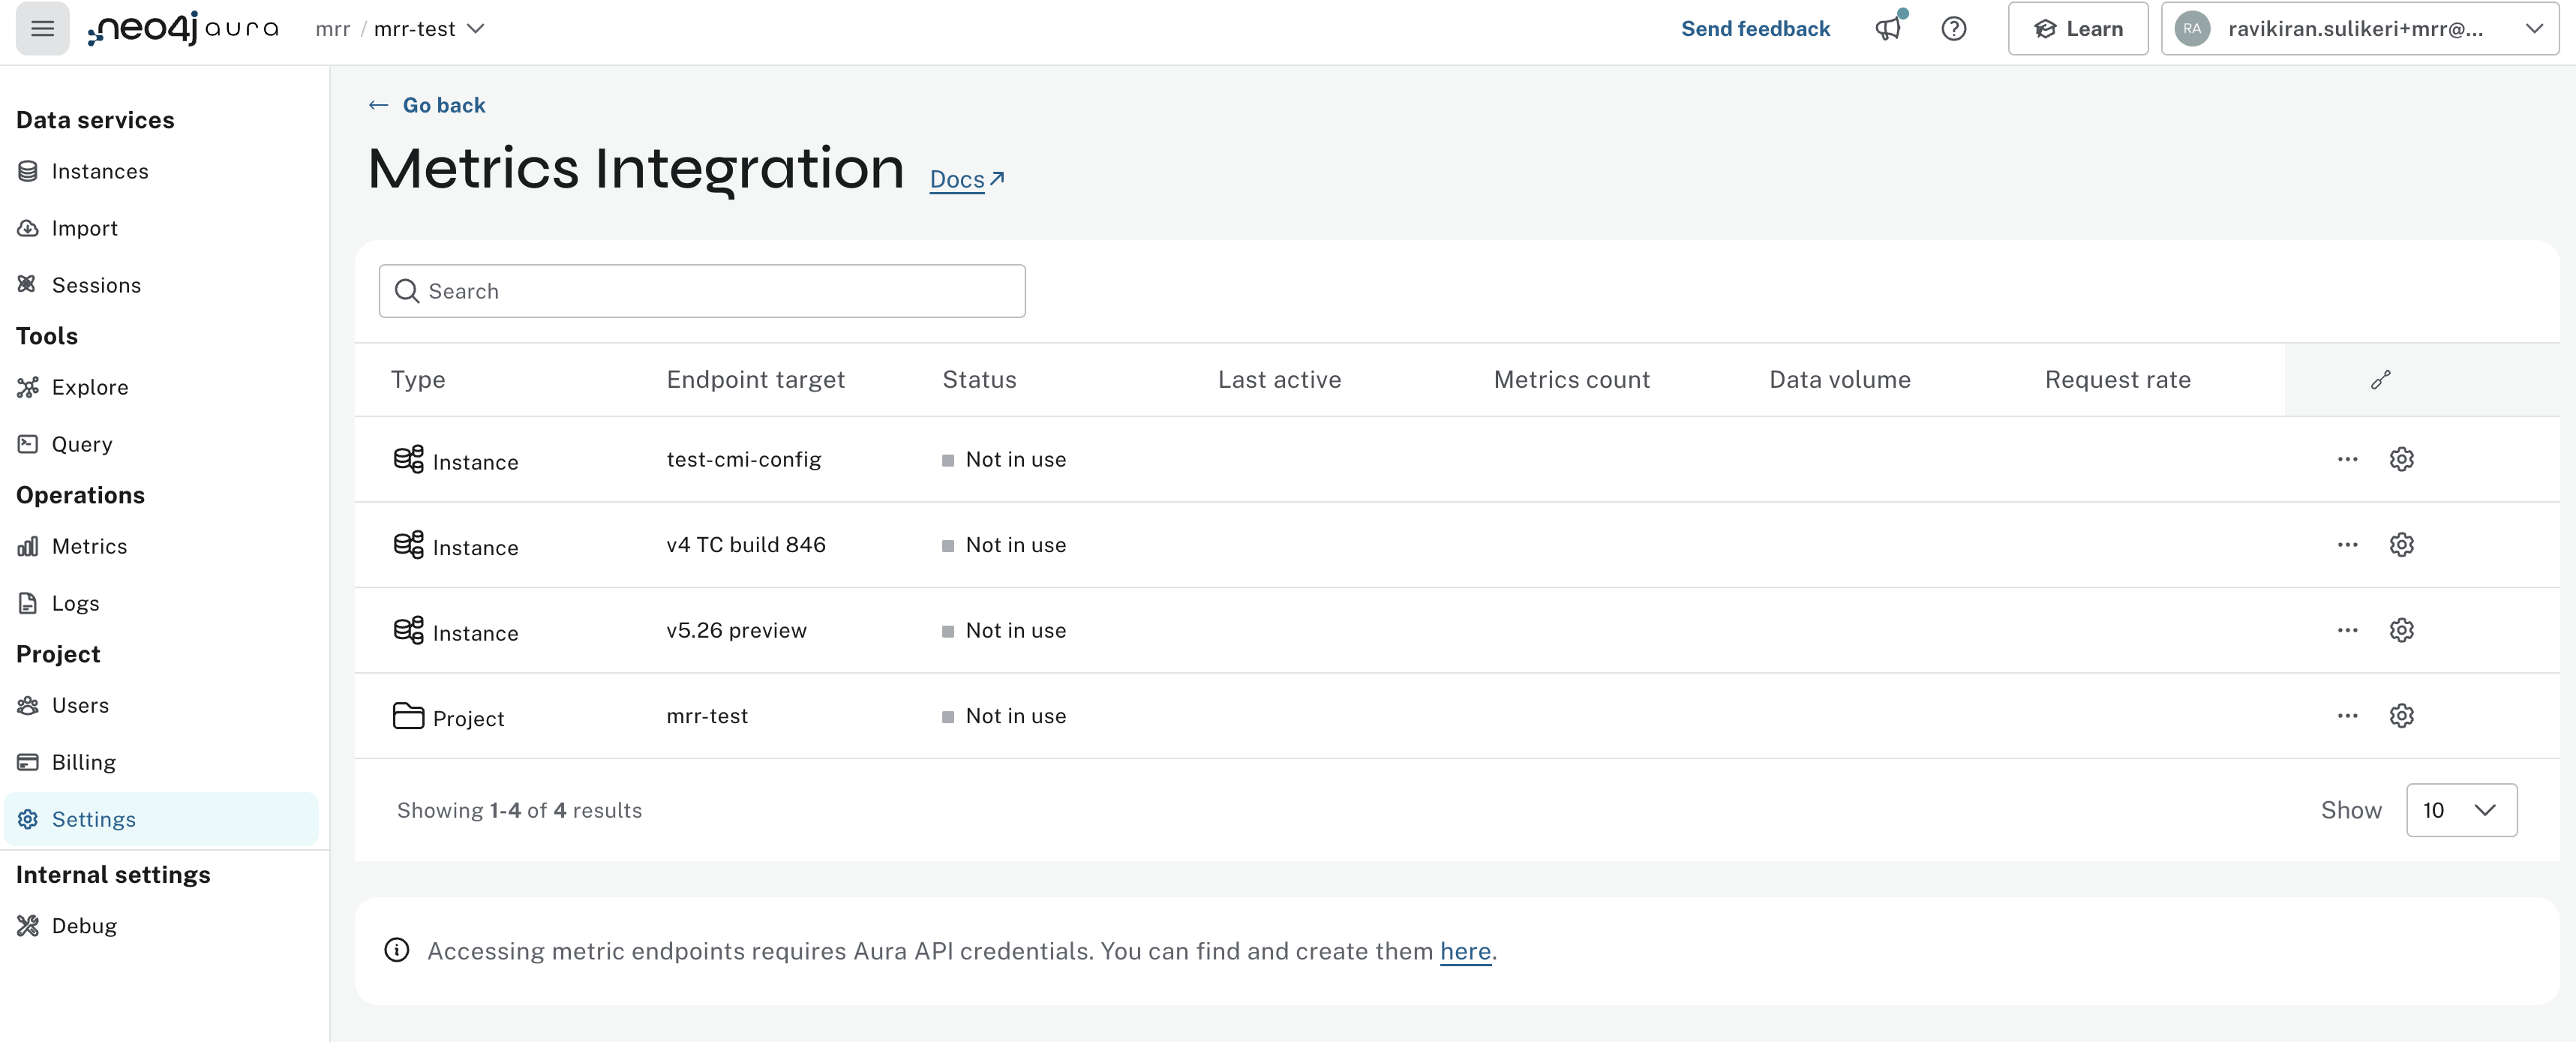 neo4j aura mrr / mrr-test Send feedback Learn RA ravikiran.sulikeri+mrr@...
Data services
Instances
Import
Sessions
Tools
Explore
Query
Operations
Metrics
Logs
Project
Users
Billing
Settings
Internal settings
Debug
Go back
Metrics Integration Docs
Search
Type Endpoint target Status Last active Metrics count Data volume Request rate
Instance test-cmi-config Not in use
Instance v4 TC build 846 Not in use
Instance v5.26 preview Not in use
Project mrr-test Not in use
Showing 1-4 of 4 results Show 10
Accessing metric endpoints requires Aura API credentials. You can find and create them here.